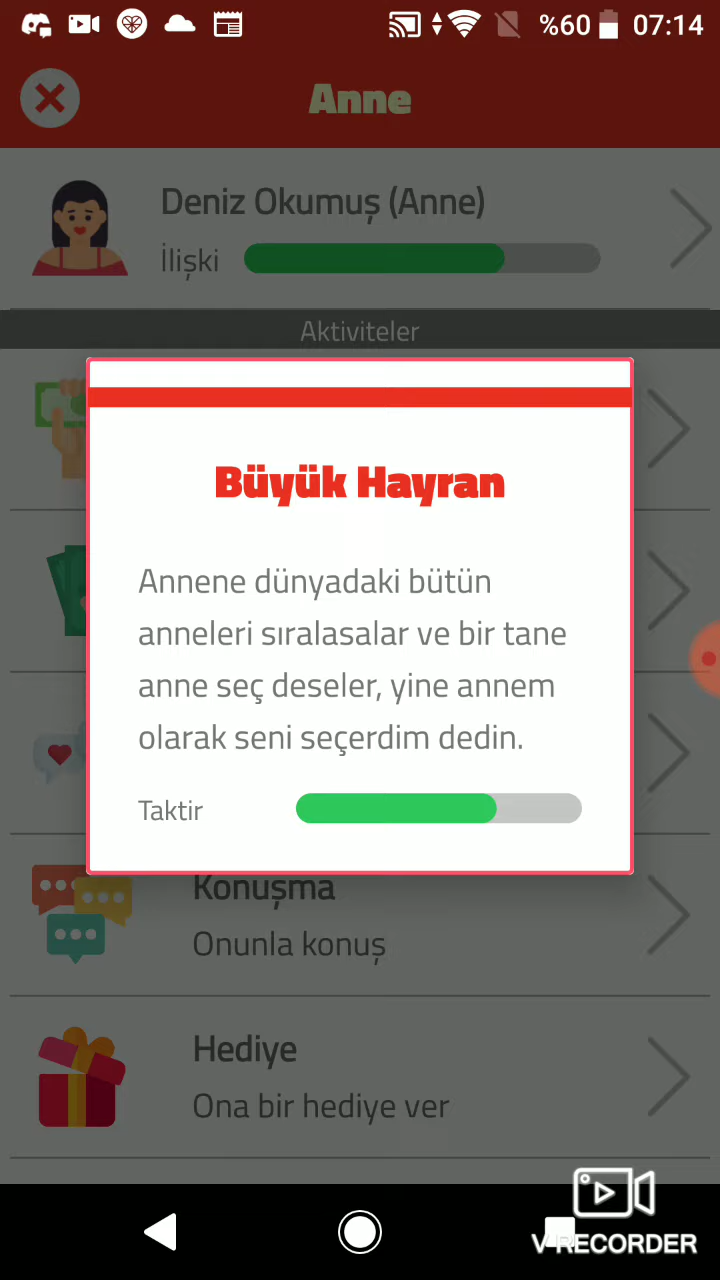 %60 07:14
Anne
Deniz Okumuş (Anne)
İlişki
Aktiviteler
Büyük Hayran
Annene dünyadaki bütün
anneleri sıralasalar ve bir tane
anne seç deseler, yine annem
olarak seni seçerdim dedin.
Taktir
Konuşma
Onunla konuş
Hediye
Ona bir hediye ver
V RECORDER